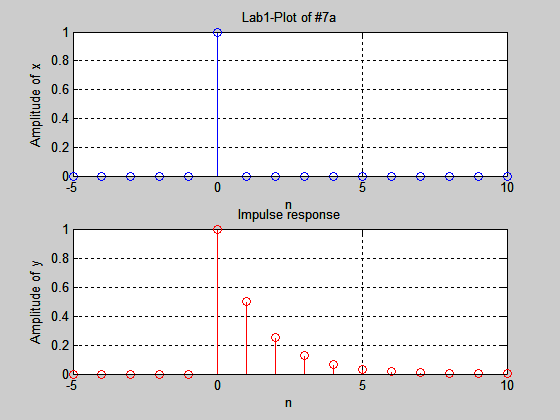 Lab1-Plot of #7a
1
0.8
0.6
0.4
0.2
0
Amplitude of x
-5 0 5 10
n
Impulse response
1
0.8
0.6
0.4
0.2
0
Amplitude of y
-5 0 5 10
n